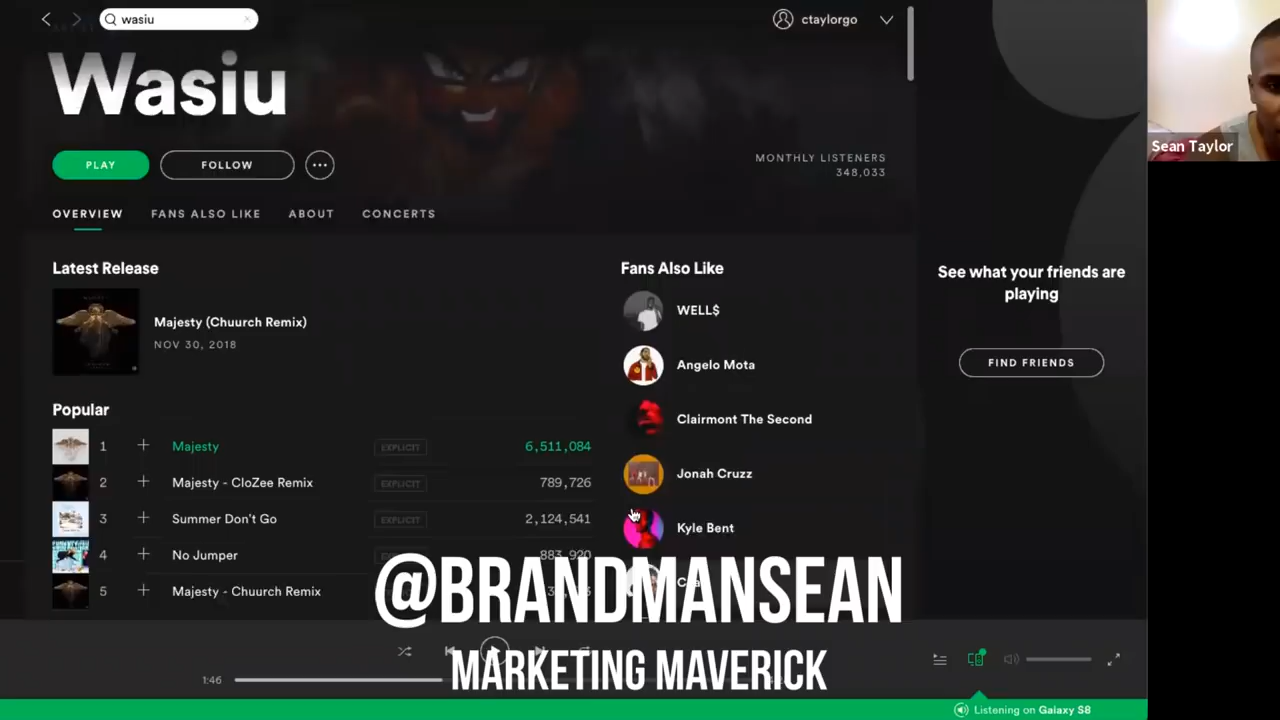 wasiu
ctaylorgo
Wasiu
Sean Taylor
PLAY
FOLLOW
MONTHLY LISTENERS
348,033
OVERVIEW
FANS ALSO LIKE
ABOUT
CONCERTS
Latest Release
Majesty (Chuurch Remix)
NOV 30, 2018
Popular
1 Majesty EXPLICIT 6,511,084
2 Majesty - CloZee Remix EXPLICIT 789,726
3 Summer Don't Go EXPLICIT 2,124,541
4 No Jumper 883,920
5 Majesty - Chuurch Remix
Fans Also Like
WELL$
Angelo Mota
Clairmont The Second
Jonah Cruzz
Kyle Bent
See what your friends are
playing
FIND FRIENDS
@BRANDMANSEAN
MARKETING MAVERICK
1:46
Listening on Galaxy S8